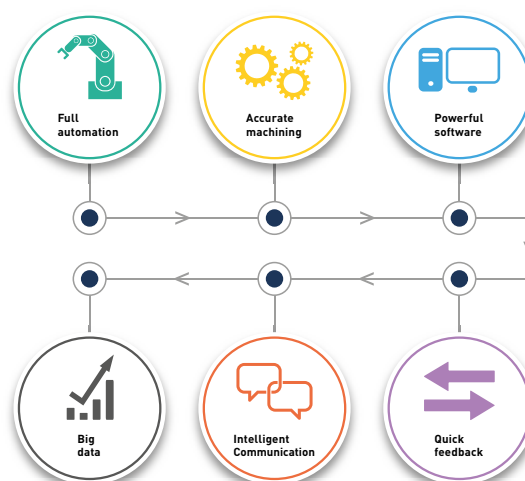 Full
automation
Accurate
machining
Powerful
software
Big
data
Intelligent
Communication
Quick
feedback